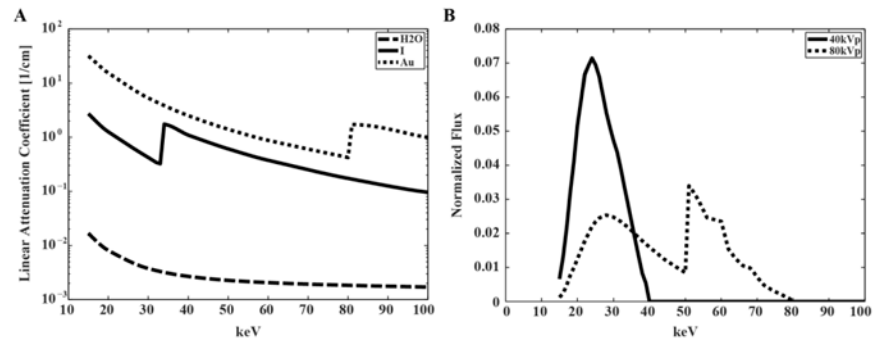 A
Linear Attenuation Coefficient [1/cm]
10^2
10^1
10^0
10^-1
10^-2
10^-3
10 20 30 40 50 60 70 80 90 100
keV
H2O
I
Au
B
Normalized Flux
0.08
0.07
0.06
0.05
0.04
0.03
0.02
0.01
0
0 10 20 30 40 50 60 70 80 90 100
keV
40kVp
80kVp